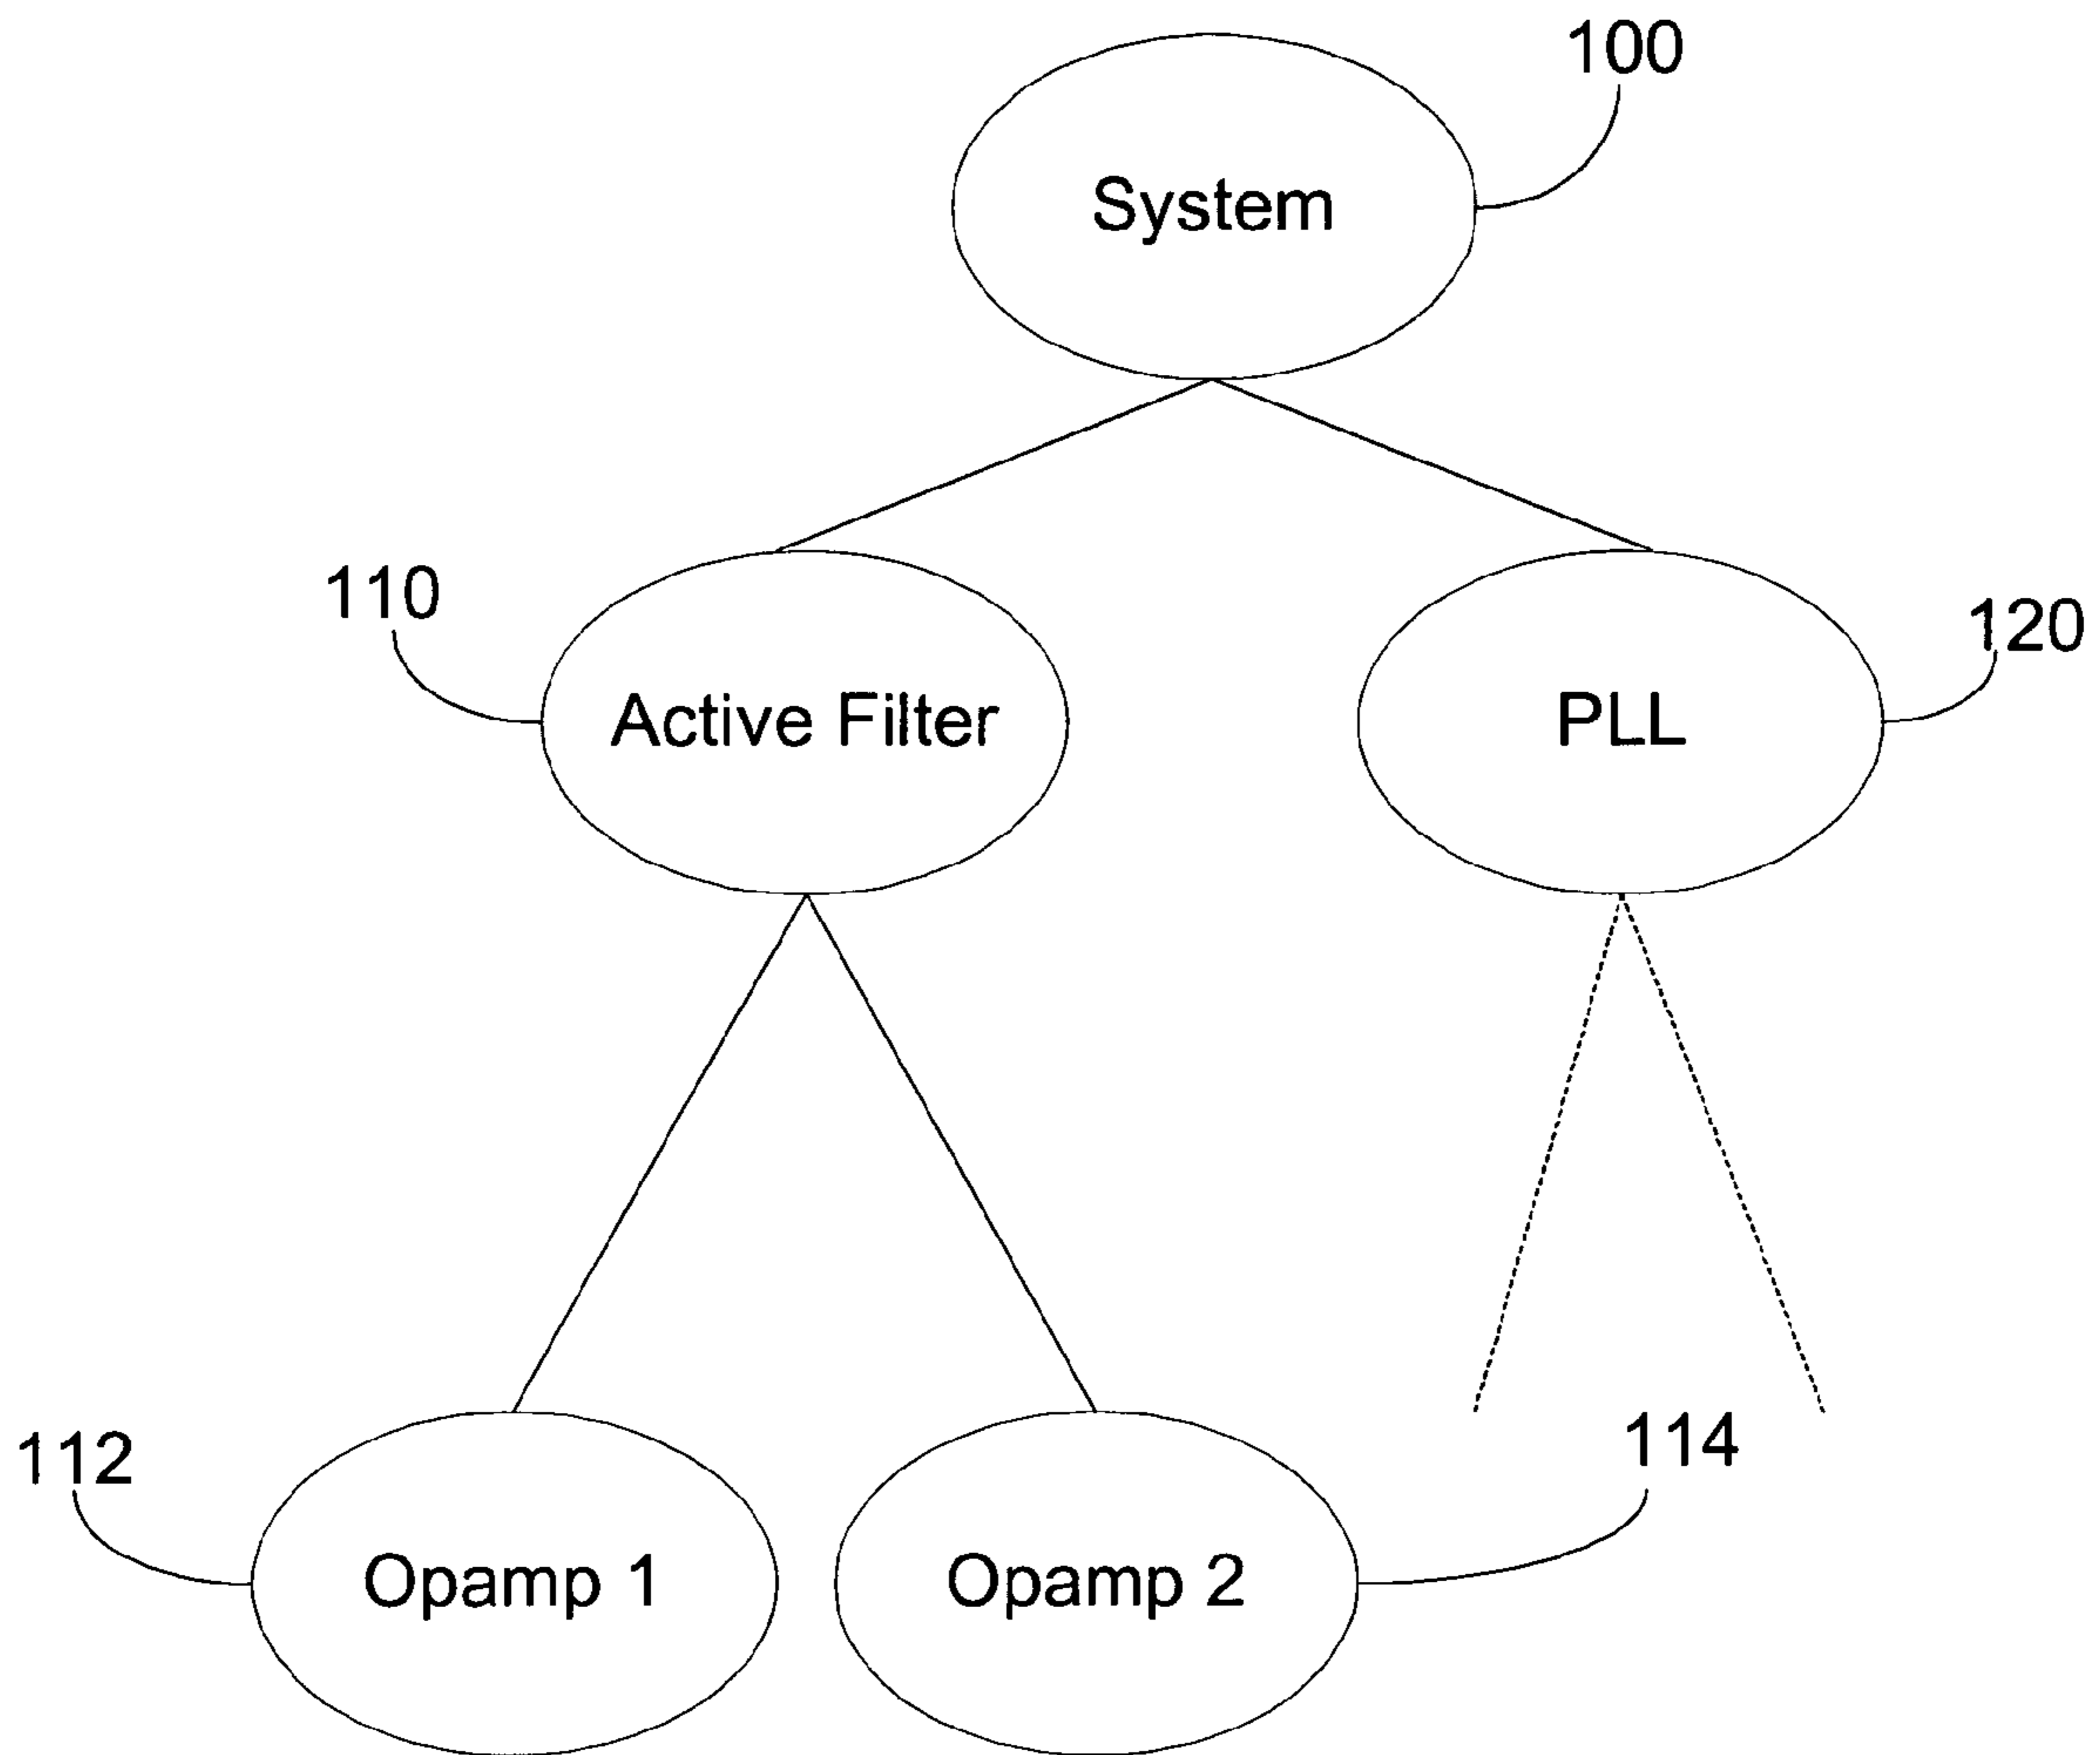 100
System
110
120
Active Filter
PLL
112
114
Opamp 1
Opamp 2